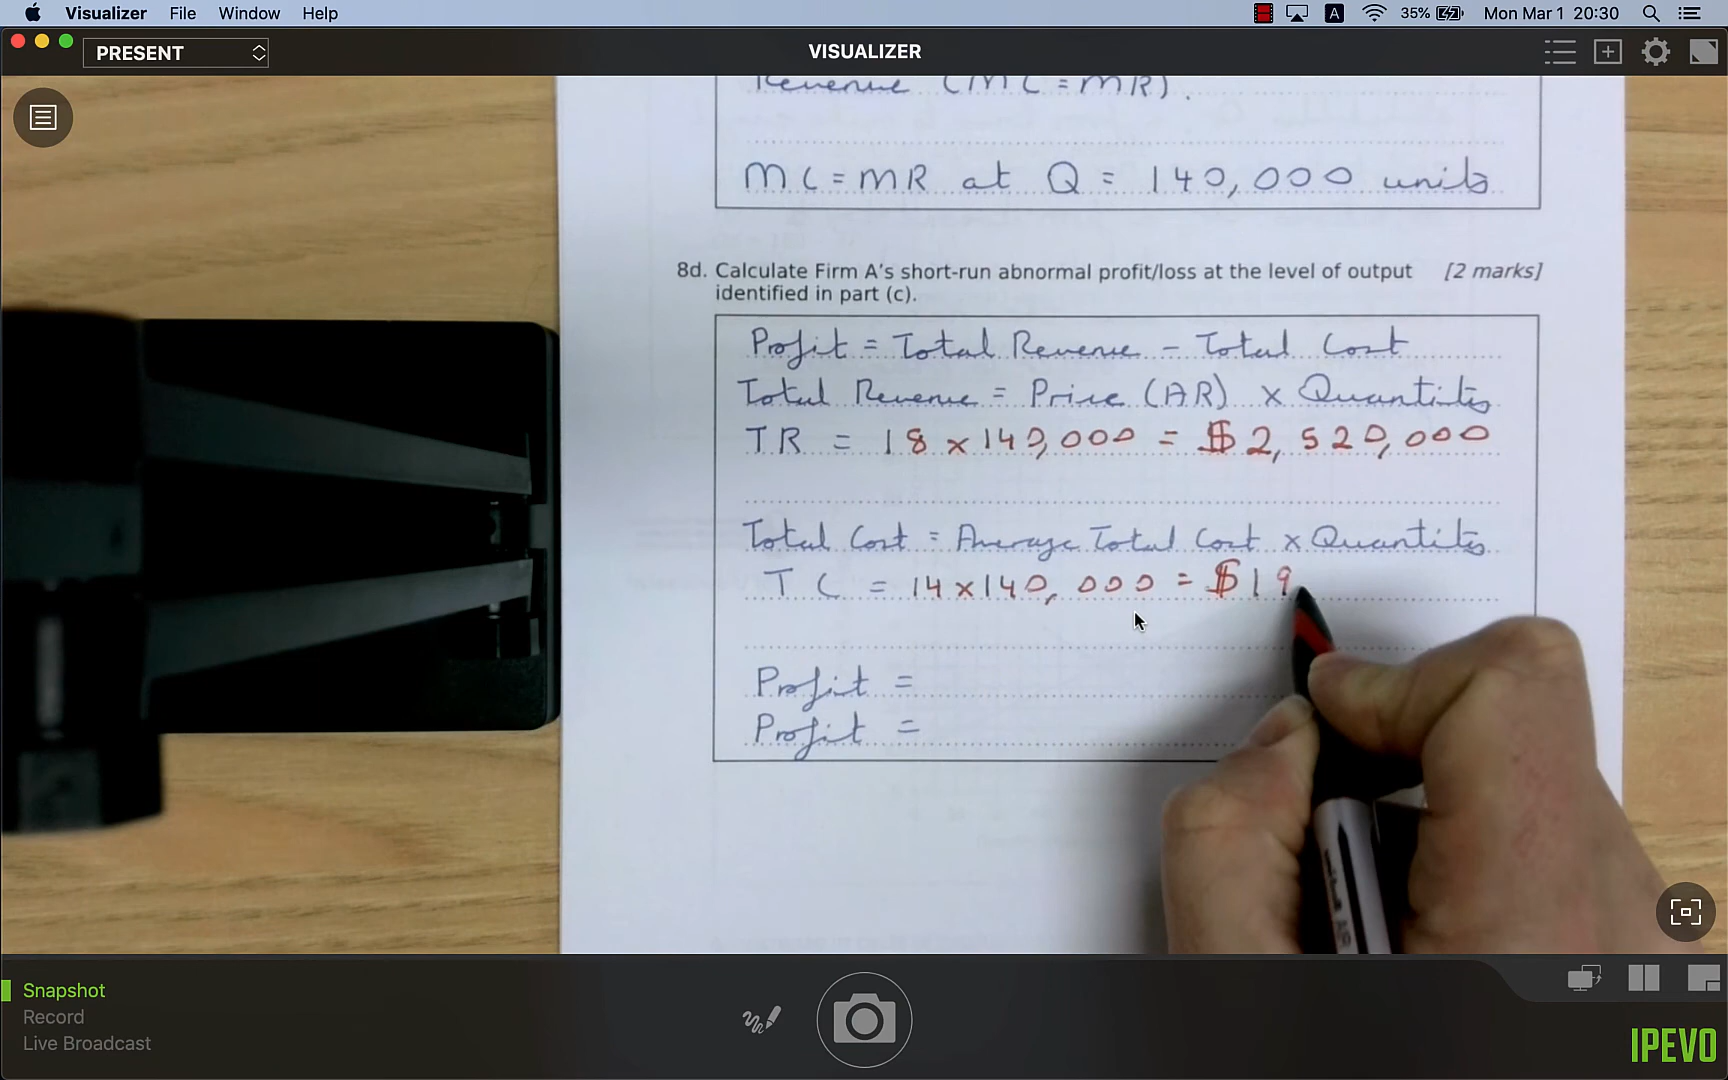 Visualizer File Window Help A 35% Mon Mar 1 20:30
PRESENT VISUALIZER
Revenue (MC = MR).
MC = MR at Q = 140,000 units
8d. Calculate Firm A's short-run abnormal profit/loss at the level of output [2 marks]
identified in part (c).
Profit = Total Revenue - Total Cost
Total Revenue = Price (AR) x Quantity
TR = 18 x 140,000 = $2,520,000
Total Cost = Average Total Cost x Quantity
TC = 14 x 140,000 = $19
Profit =
Profit =
Snapshot
Record
Live Broadcast
IPEVO